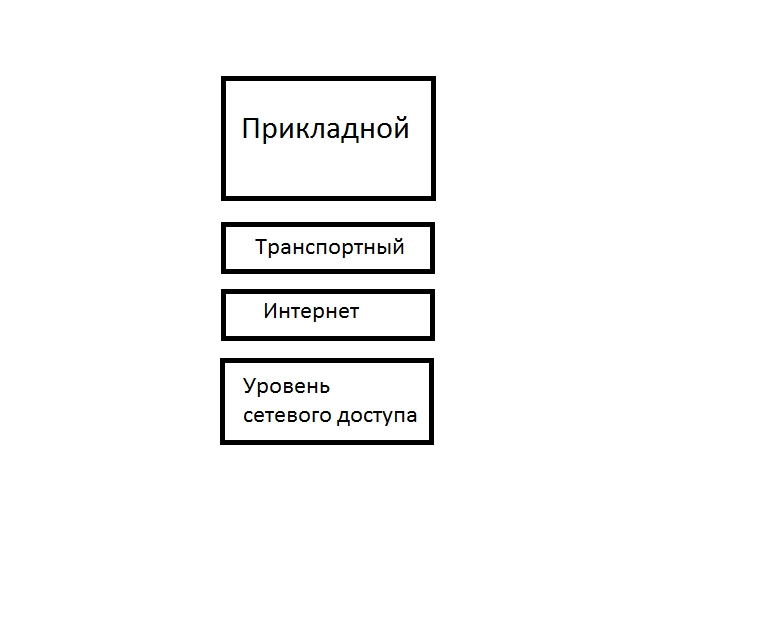 Прикладной
Транспортный
Интернет
Уровень
сетевого доступа